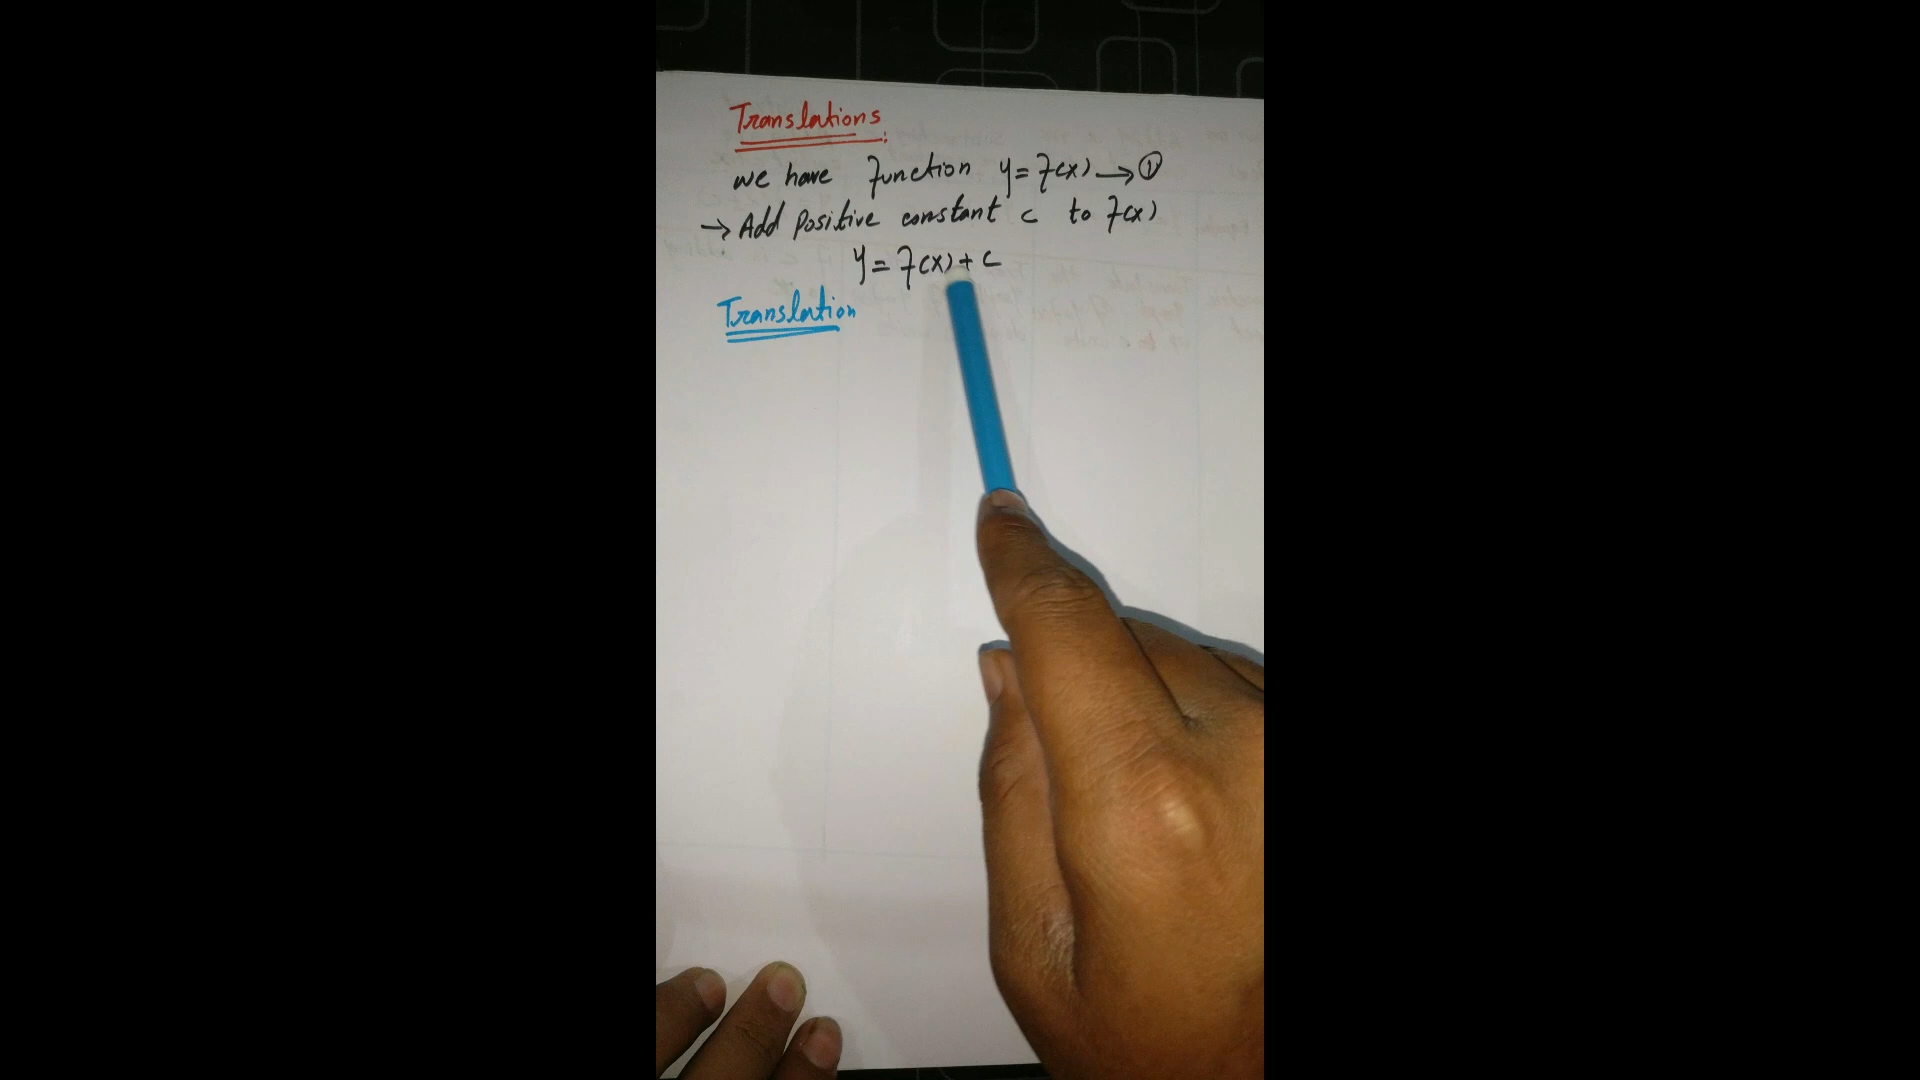 Translations:
we have function y = f(x) → ①
→ Add Positive constant c to f(x)
y = f(x) + c
Translation